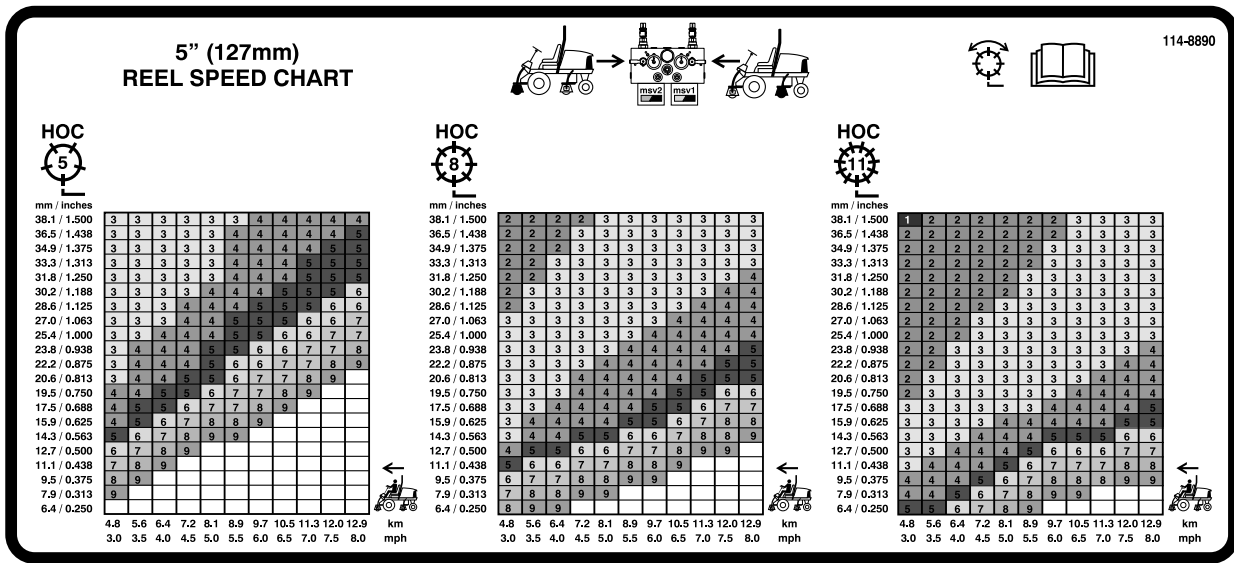 114-8890
5” (127mm)
REEL SPEED CHART
msv2 msv1
HOC
5
mm / inches
38.1 / 1.500 3 3 3 3 3 3 4 4 4 4 4
36.5 / 1.438 3 3 3 3 3 4 4 4 4 4 5
34.9 / 1.375 3 3 3 3 3 4 4 4 4 5 5
33.3 / 1.313 3 3 3 3 3 4 4 4 5 5 5
31.8 / 1.250 3 3 3 3 3 4 4 4 5 5 5
30.2 / 1.188 3 3 3 3 4 4 4 5 5 5 6
28.6 / 1.125 3 3 3 4 4 4 5 5 5 6 6
27.0 / 1.063 3 3 3 4 4 5 5 5 6 6 7
25.4 / 1.000 3 3 4 4 4 5 5 6 6 7 7
23.8 / 0.938 3 4 4 4 5 5 6 6 7 7 8
22.2 / 0.875 3 4 4 4 5 6 6 7 7 8 9
20.6 / 0.813 3 4 4 5 5 6 7 7 8 9
19.5 / 0.750 4 4 5 5 6 7 7 8 9
17.5 / 0.688 4 5 5 6 7 7 8 9
15.9 / 0.625 4 5 6 7 7 8 9
14.3 / 0.563 5 6 7 8 9 9
12.7 / 0.500 6 7 8 9
11.1 / 0.438 7 8 9
9.5 / 0.375 8 9
7.9 / 0.313 9
6.4 / 0.250
4.8 5.6 6.4 7.2 8.1 8.9 9.7 10.5 11.3 12.0 12.9 km
3.0 3.5 4.0 4.5 5.0 5.5 6.0 6.5 7.0 7.5 8.0 mph
HOC
8
mm / inches
38.1 / 1.500 2 2 2 2 3 3 3 3 3 3 3
36.5 / 1.438 2 2 2 3 3 3 3 3 3 3 3
34.9 / 1.375 2 2 2 3 3 3 3 3 3 3 3
33.3 / 1.313 2 2 3 3 3 3 3 3 3 3 3
31.8 / 1.250 2 2 3 3 3 3 3 3 3 3 4
30.2 / 1.188 2 3 3 3 3 3 3 3 3 4 4
28.6 / 1.125 2 3 3 3 3 3 3 3 4 4 4
27.0 / 1.063 3 3 3 3 3 3 3 4 4 4 4
25.4 / 1.000 3 3 3 3 3 3 4 4 4 4 4
23.8 / 0.938 3 3 3 3 3 4 4 4 4 4 5
22.2 / 0.875 3 3 3 3 4 4 4 4 4 5 5
20.6 / 0.813 3 3 3 4 4 4 4 4 5 5 5
19.5 / 0.750 3 3 3 4 4 4 4 5 5 6 6
17.5 / 0.688 3 3 4 4 4 4 5 5 6 7 7
15.9 / 0.625 3 4 4 4 4 5 5 6 7 7 8
14.3 / 0.563 3 4 4 5 5 6 6 7 8 8 9
12.7 / 0.500 4 5 5 6 6 7 7 8 9 9
11.1 / 0.438 5 6 6 7 7 8 8 9
9.5 / 0.375 6 7 7 8 8 9 9
7.9 / 0.313 7 8 8 9 9
6.4 / 0.250 8 9 9
4.8 5.6 6.4 7.2 8.1 8.9 9.7 10.5 11.3 12.0 12.9 km
3.0 3.5 4.0 4.5 5.0 5.5 6.0 6.5 7.0 7.5 8.0 mph
HOC
11
mm / inches
38.1 / 1.500 1 2 2 2 2 2 2 3 3 3 3
36.5 / 1.438 2 2 2 2 2 2 2 3 3 3 3
34.9 / 1.375 2 2 2 2 2 2 3 3 3 3 3
33.3 / 1.313 2 2 2 2 2 2 3 3 3 3 3
31.8 / 1.250 2 2 2 2 2 3 3 3 3 3 3
30.2 / 1.188 2 2 2 2 2 3 3 3 3 3 3
28.6 / 1.125 2 2 2 2 3 3 3 3 3 3 3
27.0 / 1.063 2 2 2 3 3 3 3 3 3 3 3
25.4 / 1.000 2 2 2 3 3 3 3 3 3 3 3
23.8 / 0.938 2 2 3 3 3 3 3 3 3 3 4
22.2 / 0.875 2 2 3 3 3 3 3 3 3 4 4
20.6 / 0.813 2 3 3 3 3 3 3 3 4 4 4
19.5 / 0.750 2 3 3 3 3 3 3 4 4 4 4
17.5 / 0.688 3 3 3 3 3 3 4 4 4 4 5
15.9 / 0.625 3 3 3 3 4 4 4 4 4 5 5
14.3 / 0.563 3 3 3 4 4 4 5 5 5 6 6
12.7 / 0.500 3 3 4 4 4 5 6 6 7 7 7
11.1 / 0.438 3 4 4 4 5 6 6 7 7 8 8
9.5 / 0.375 4 4 4 5 6 7 8 8 8 9 9
7.9 / 0.313 4 4 5 6 7 8 9 9
6.4 / 0.250 5 5 6 7 8 9
4.8 5.6 6.4 7.2 8.1 8.9 9.7 10.5 11.3 12.0 12.9 km
3.0 3.5 4.0 4.5 5.0 5.5 6.0 6.5 7.0 7.5 8.0 mph